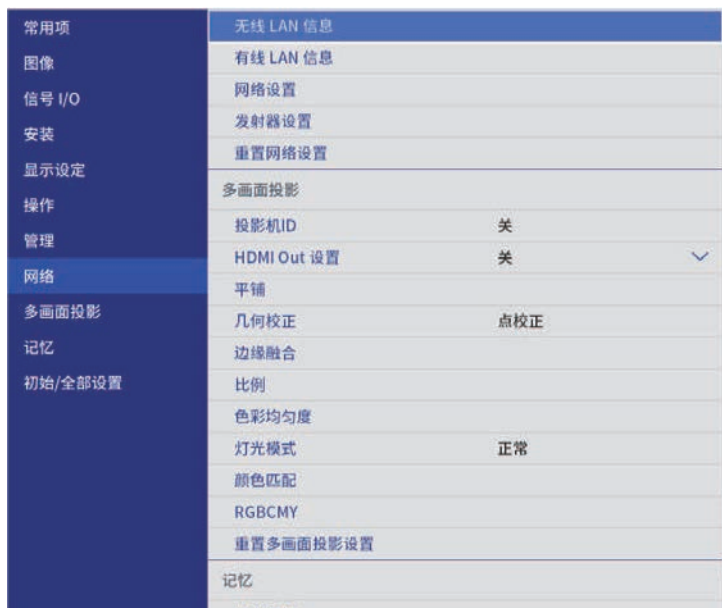 常用项
图像
信号 I/O
安装
显示设定
操作
管理
网络
多画面投影
记忆
初始/全部设置
无线 LAN 信息
有线 LAN 信息
网络设置
发射器设置
重置网络设置
多画面投影
投影机ID 关
HDMI Out 设置 关
平铺
几何校正 点校正
边缘融合
比例
色彩均匀度
灯光模式 正常
颜色匹配
RGBCMY
重置多画面投影设置
记忆